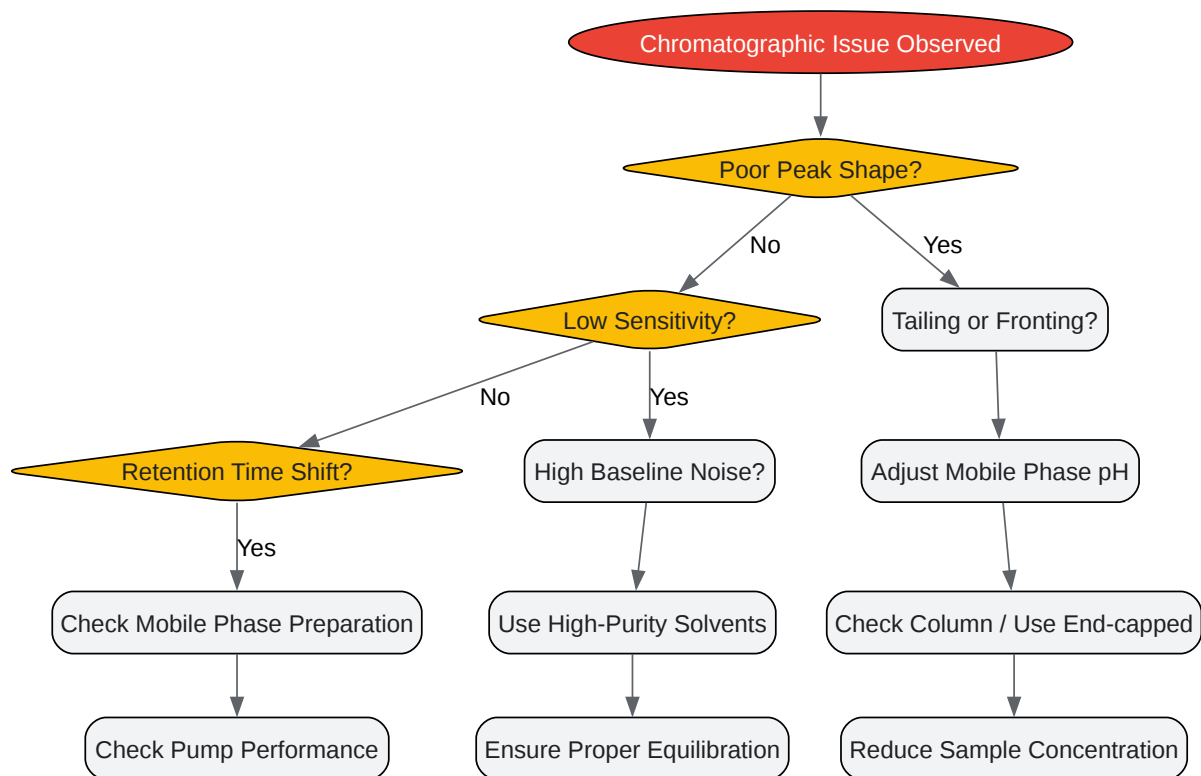 Chromatographic Issue Observed
Poor Peak Shape?
No
Yes
Low Sensitivity?
Tailing or Fronting?
No
Yes
Retention Time Shift?
High Baseline Noise?
Adjust Mobile Phase pH
Yes
Check Mobile Phase Preparation
Use High-Purity Solvents
Check Column / Use End-capped
Check Pump Performance
Ensure Proper Equilibration
Reduce Sample Concentration